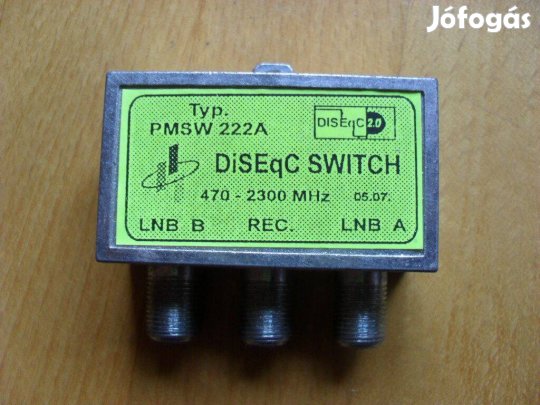 Jófogás
Typ.
PMSW 222A
DiSEqC 2.0
DiSEqC SWITCH
470 - 2300 MHz 05.07.
LNB B REC. LNB A